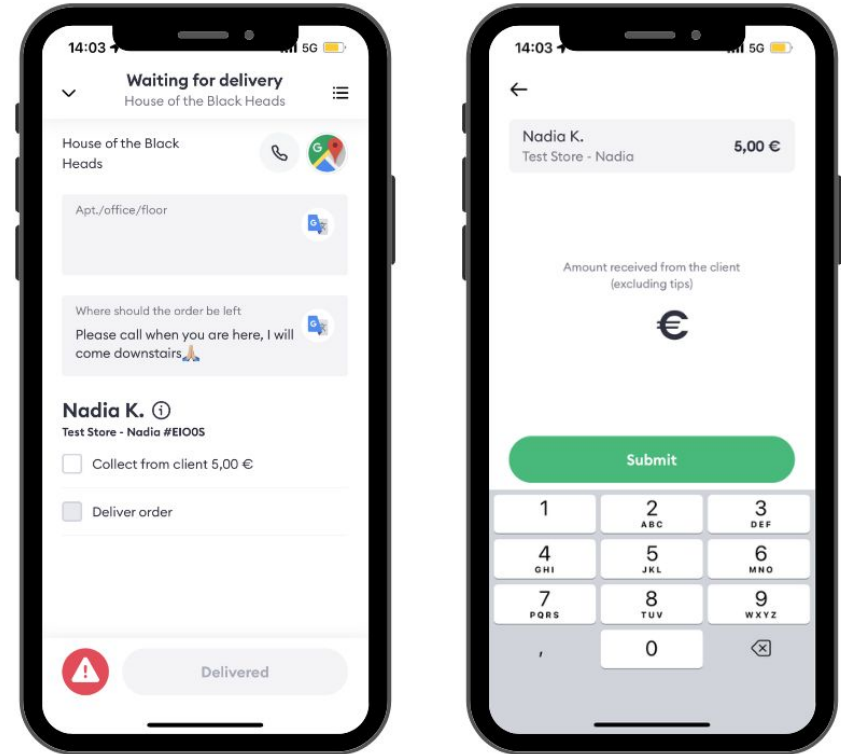 14:03
5G
Waiting for delivery
House of the Black Heads
House of the Black
Heads
G
Apt./office/floor
G
Where should the order be left
Please call when you are here, I will
come downstairs🙏🏼
G
Nadia K.
Test Store - Nadia #EIO0S
Collect from client 5,00 €
Deliver order
Delivered
14:03
5G
Nadia K.
Test Store - Nadia
5,00 €
Amount received from the client
(excluding tips)
€
Submit
1
2
ABC
3
DEF
4
GHI
5
JKL
6
MNO
7
PQRS
8
TUV
9
WXYZ
,
0